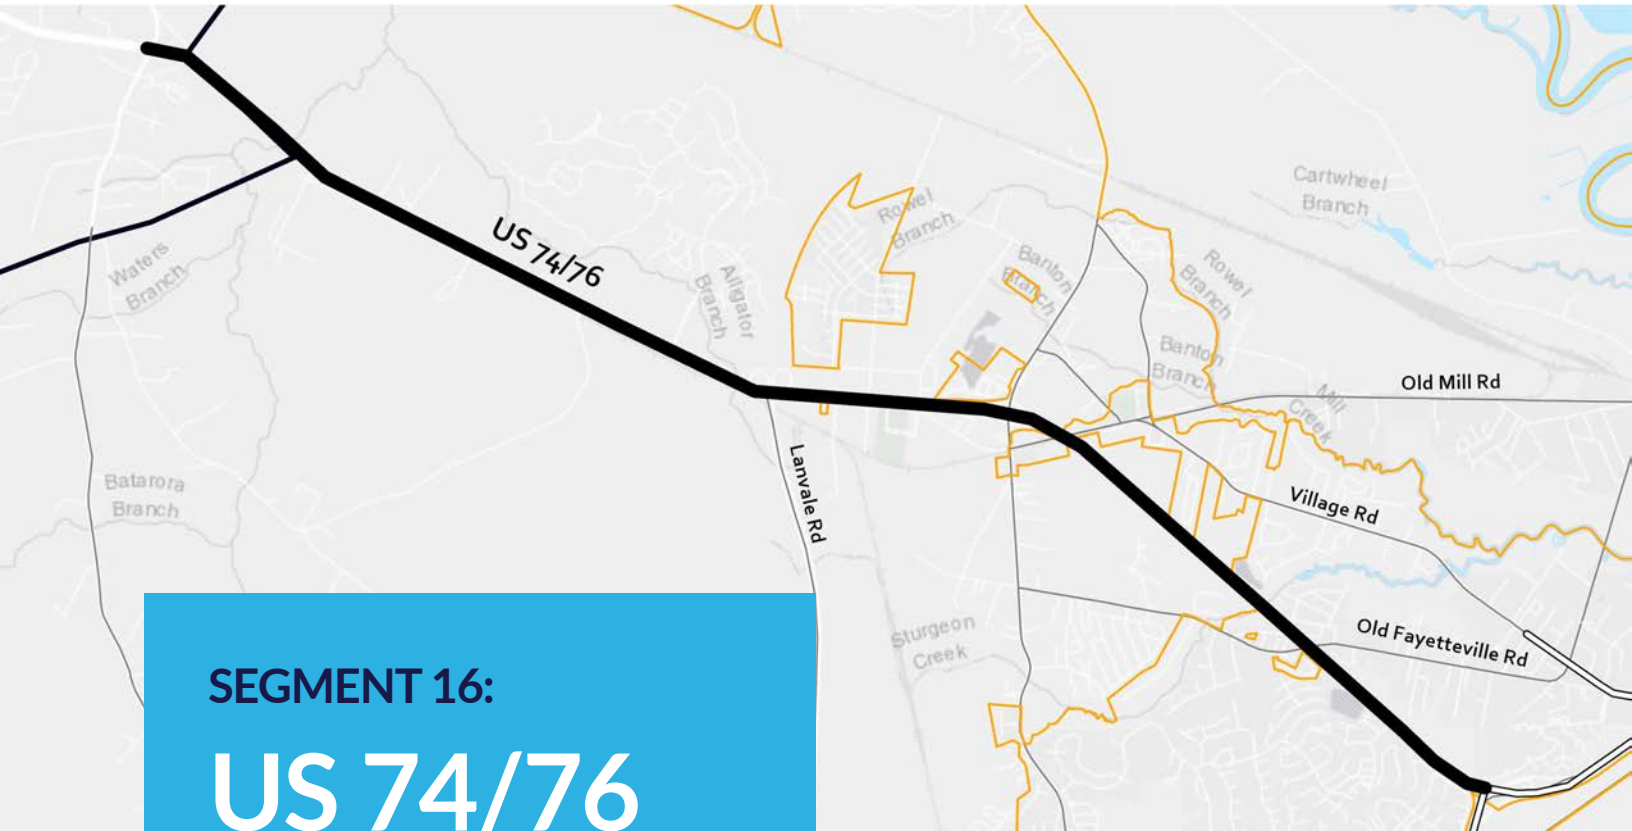 Cartwheel
Branch
Rowel
Branch
US 74/76
Waters
Branch
Alligator
Branch
Banton
Branch
Rowel
Branch
Banton
Branch
Old Mill Rd
Mill
Creek
Lanvale Rd
Batarora
Branch
Village Rd
Sturgeon
Creek
Old Fayetteville Rd
SEGMENT 16:
US 74/76